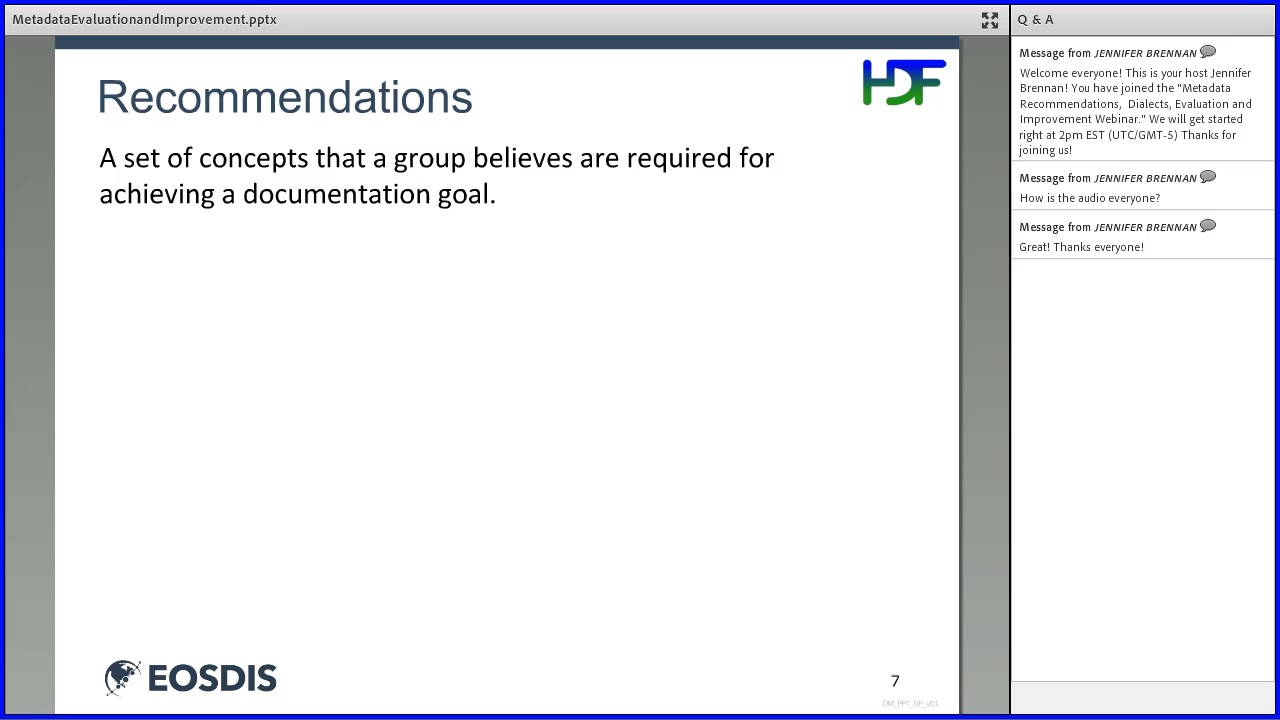 MetadataEvaluationandImprovement.pptx
Recommendations
HDF
A set of concepts that a group believes are required for
achieving a documentation goal.
EOSDIS
7
DM_PPT_NP_v01
Q & A
Message from JENNIFER BRENNAN
Welcome everyone! This is your host Jennifer
Brennan! You have joined the "Metadata
Recommendations, Dialects, Evaluation and
Improvement Webinar." We will get started
right at 2pm EST (UTC/GMT-5) Thanks for
joining us!
Message from JENNIFER BRENNAN
How is the audio everyone?
Message from JENNIFER BRENNAN
Great! Thanks everyone!